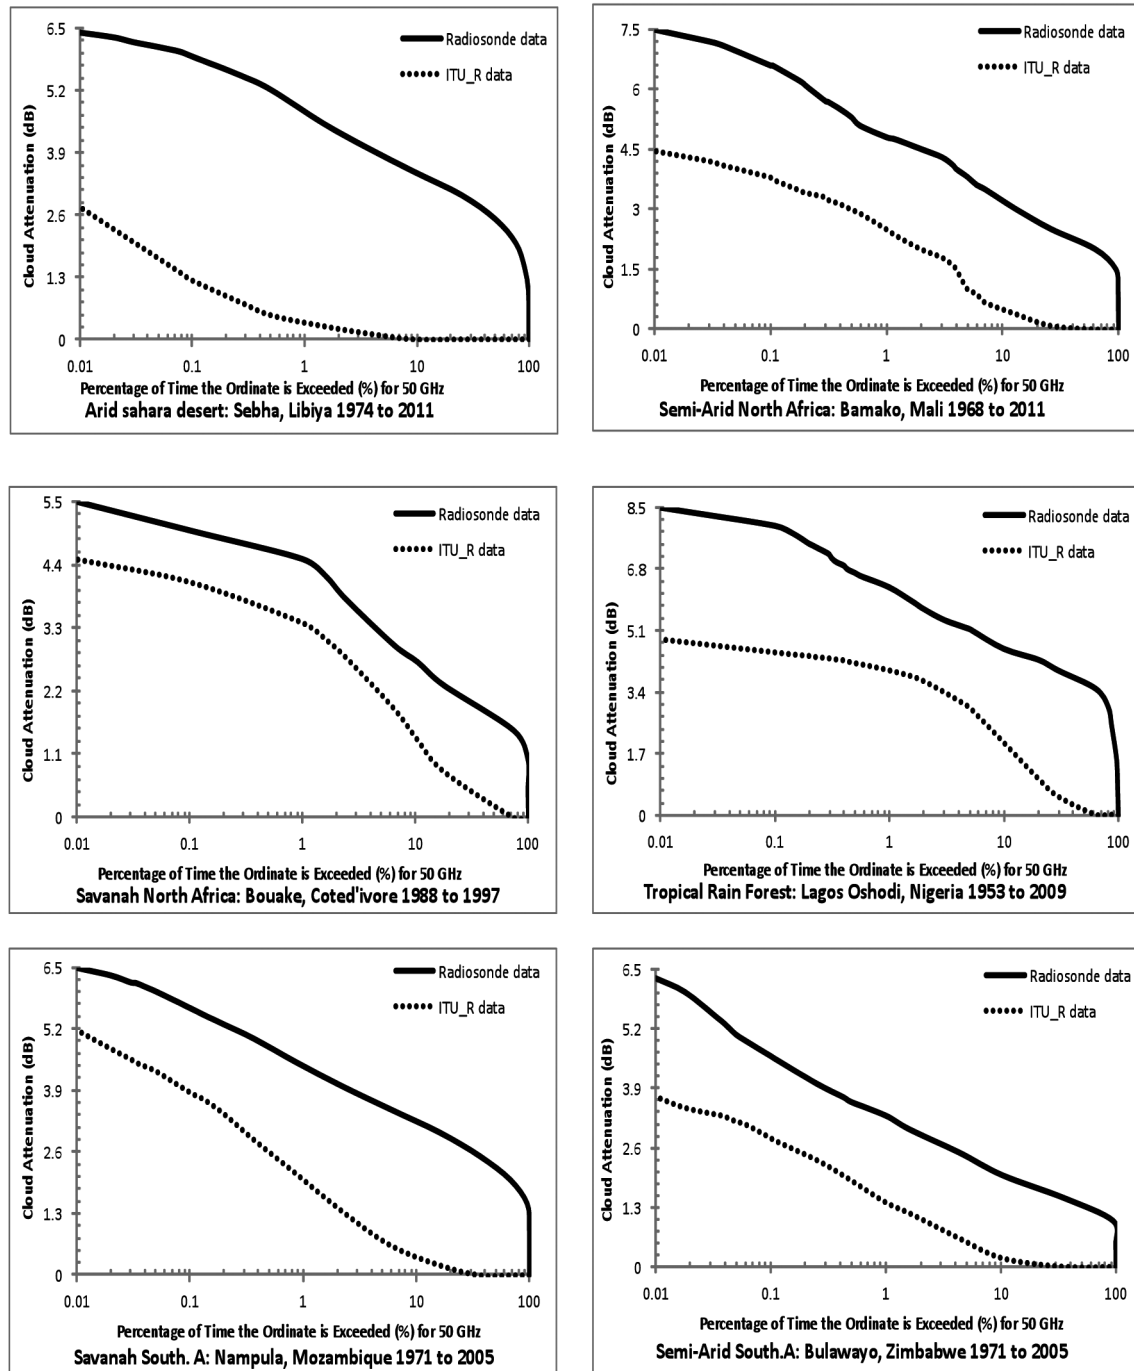 6.5
Radiosonde data
ITU_R data
5.2
3.9
2.6
1.3
0
Cloud Attenuation (dB)
0.01 0.1 1 10 100
Percentage of Time the Ordinate is Exceeded (%) for 50 GHz
Arid sahara desert: Sebha, Libiya 1974 to 2011
7.5
Radiosonde data
ITU_R data
6
4.5
3
1.5
0
Cloud Attenuation (dB)
0.01 0.1 1 10 100
Percentage of Time the Ordinate is Exceeded (%) for 50 GHz
Semi-Arid North Africa: Bamako, Mali 1968 to 2011
5.5
Radiosonde data
ITU_R data
4.4
3.3
2.2
1.1
0
Cloud Attenuation (dB)
0.01 0.1 1 10 100
Percentage of Time the Ordinate is Exceeded (%) for 50 GHz
Savanah North Africa: Bouake, Coted'ivore 1988 to 1997
8.5
Radiosonde data
ITU_R data
6.8
5.1
3.4
1.7
0
Cloud Attenuation (dB)
0.01 0.1 1 10 100
Percentage of Time the Ordinate is Exceeded (%) for 50 GHz
Tropical Rain Forest: Lagos Oshodi, Nigeria 1953 to 2009
6.5
Radiosonde data
ITU_R data
5.2
3.9
2.6
1.3
0
Cloud Attenuation (dB)
0.01 0.1 1 10 100
Percentage of Time the Ordinate is Exceeded (%) for 50 GHz
Savanah South. A: Nampula, Mozambique 1971 to 2005
6.5
Radiosonde data
ITU_R data
5.2
3.9
2.6
1.3
0
Cloud Attenuation (dB)
0.01 0.1 1 10 100
Percentage of Time the Ordinate is Exceeded (%) for 50 GHz
Semi-Arid South.A: Bulawayo, Zimbabwe 1971 to 2005